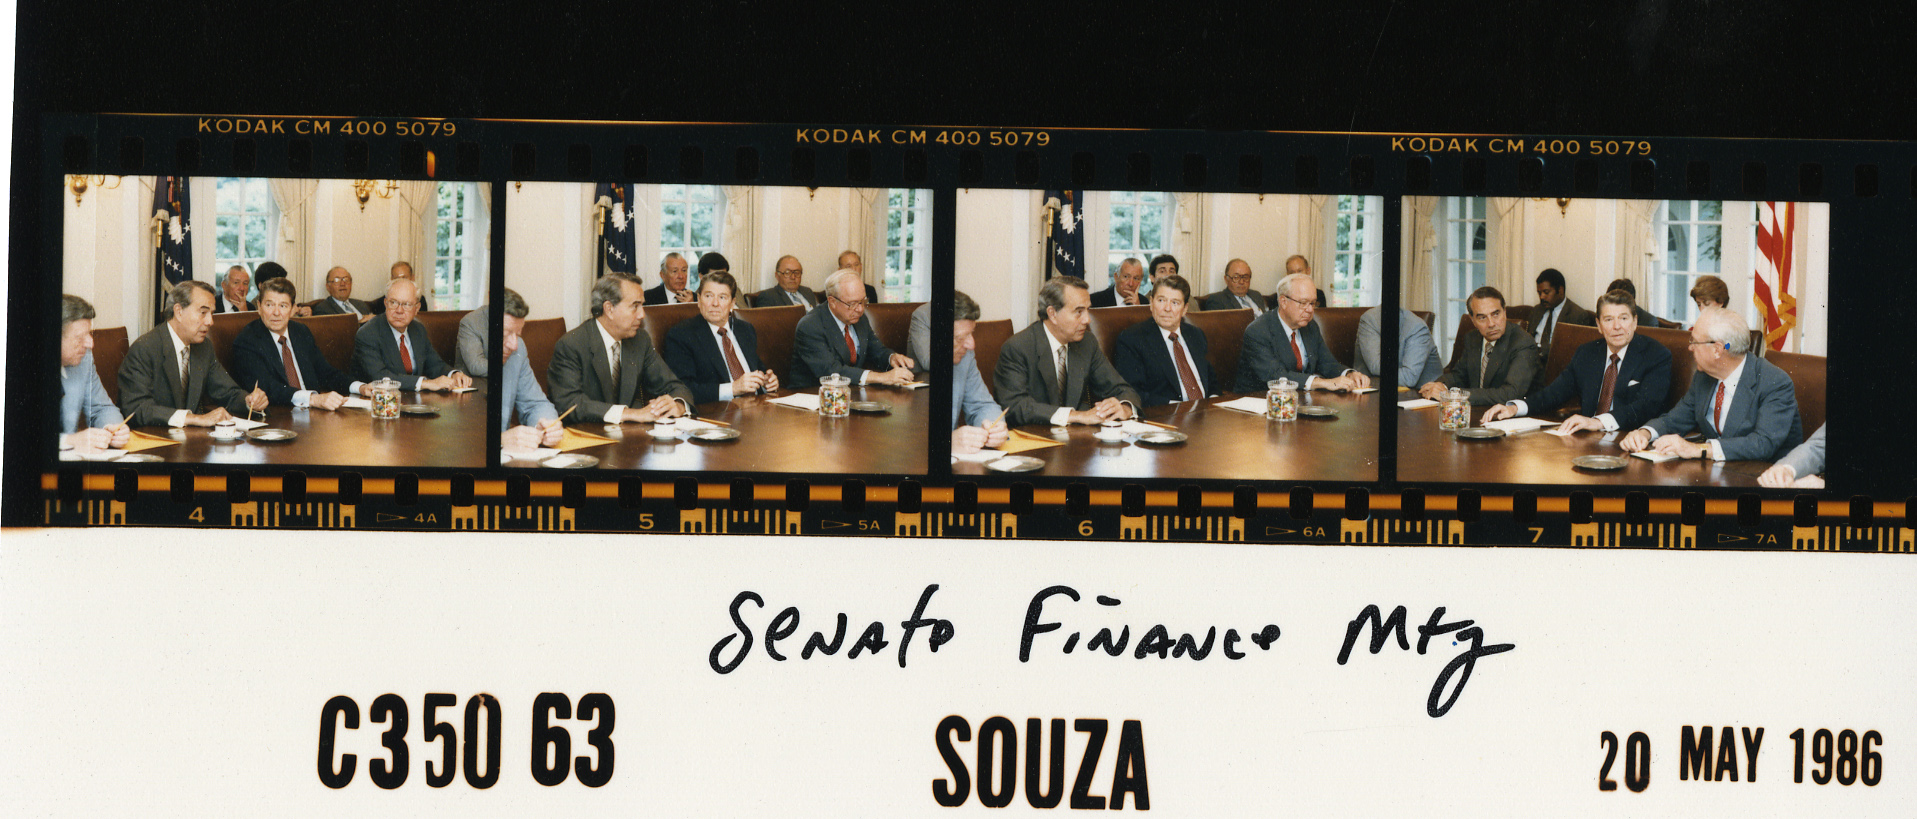 KODAK CM 400 5079 KODAK CM 400 5079 KODAK CM 400 5079
4 4A 5 5A 6 6A 7 7A
Senate Finance Mtg
C350 63 SOUZA 20 MAY 1986